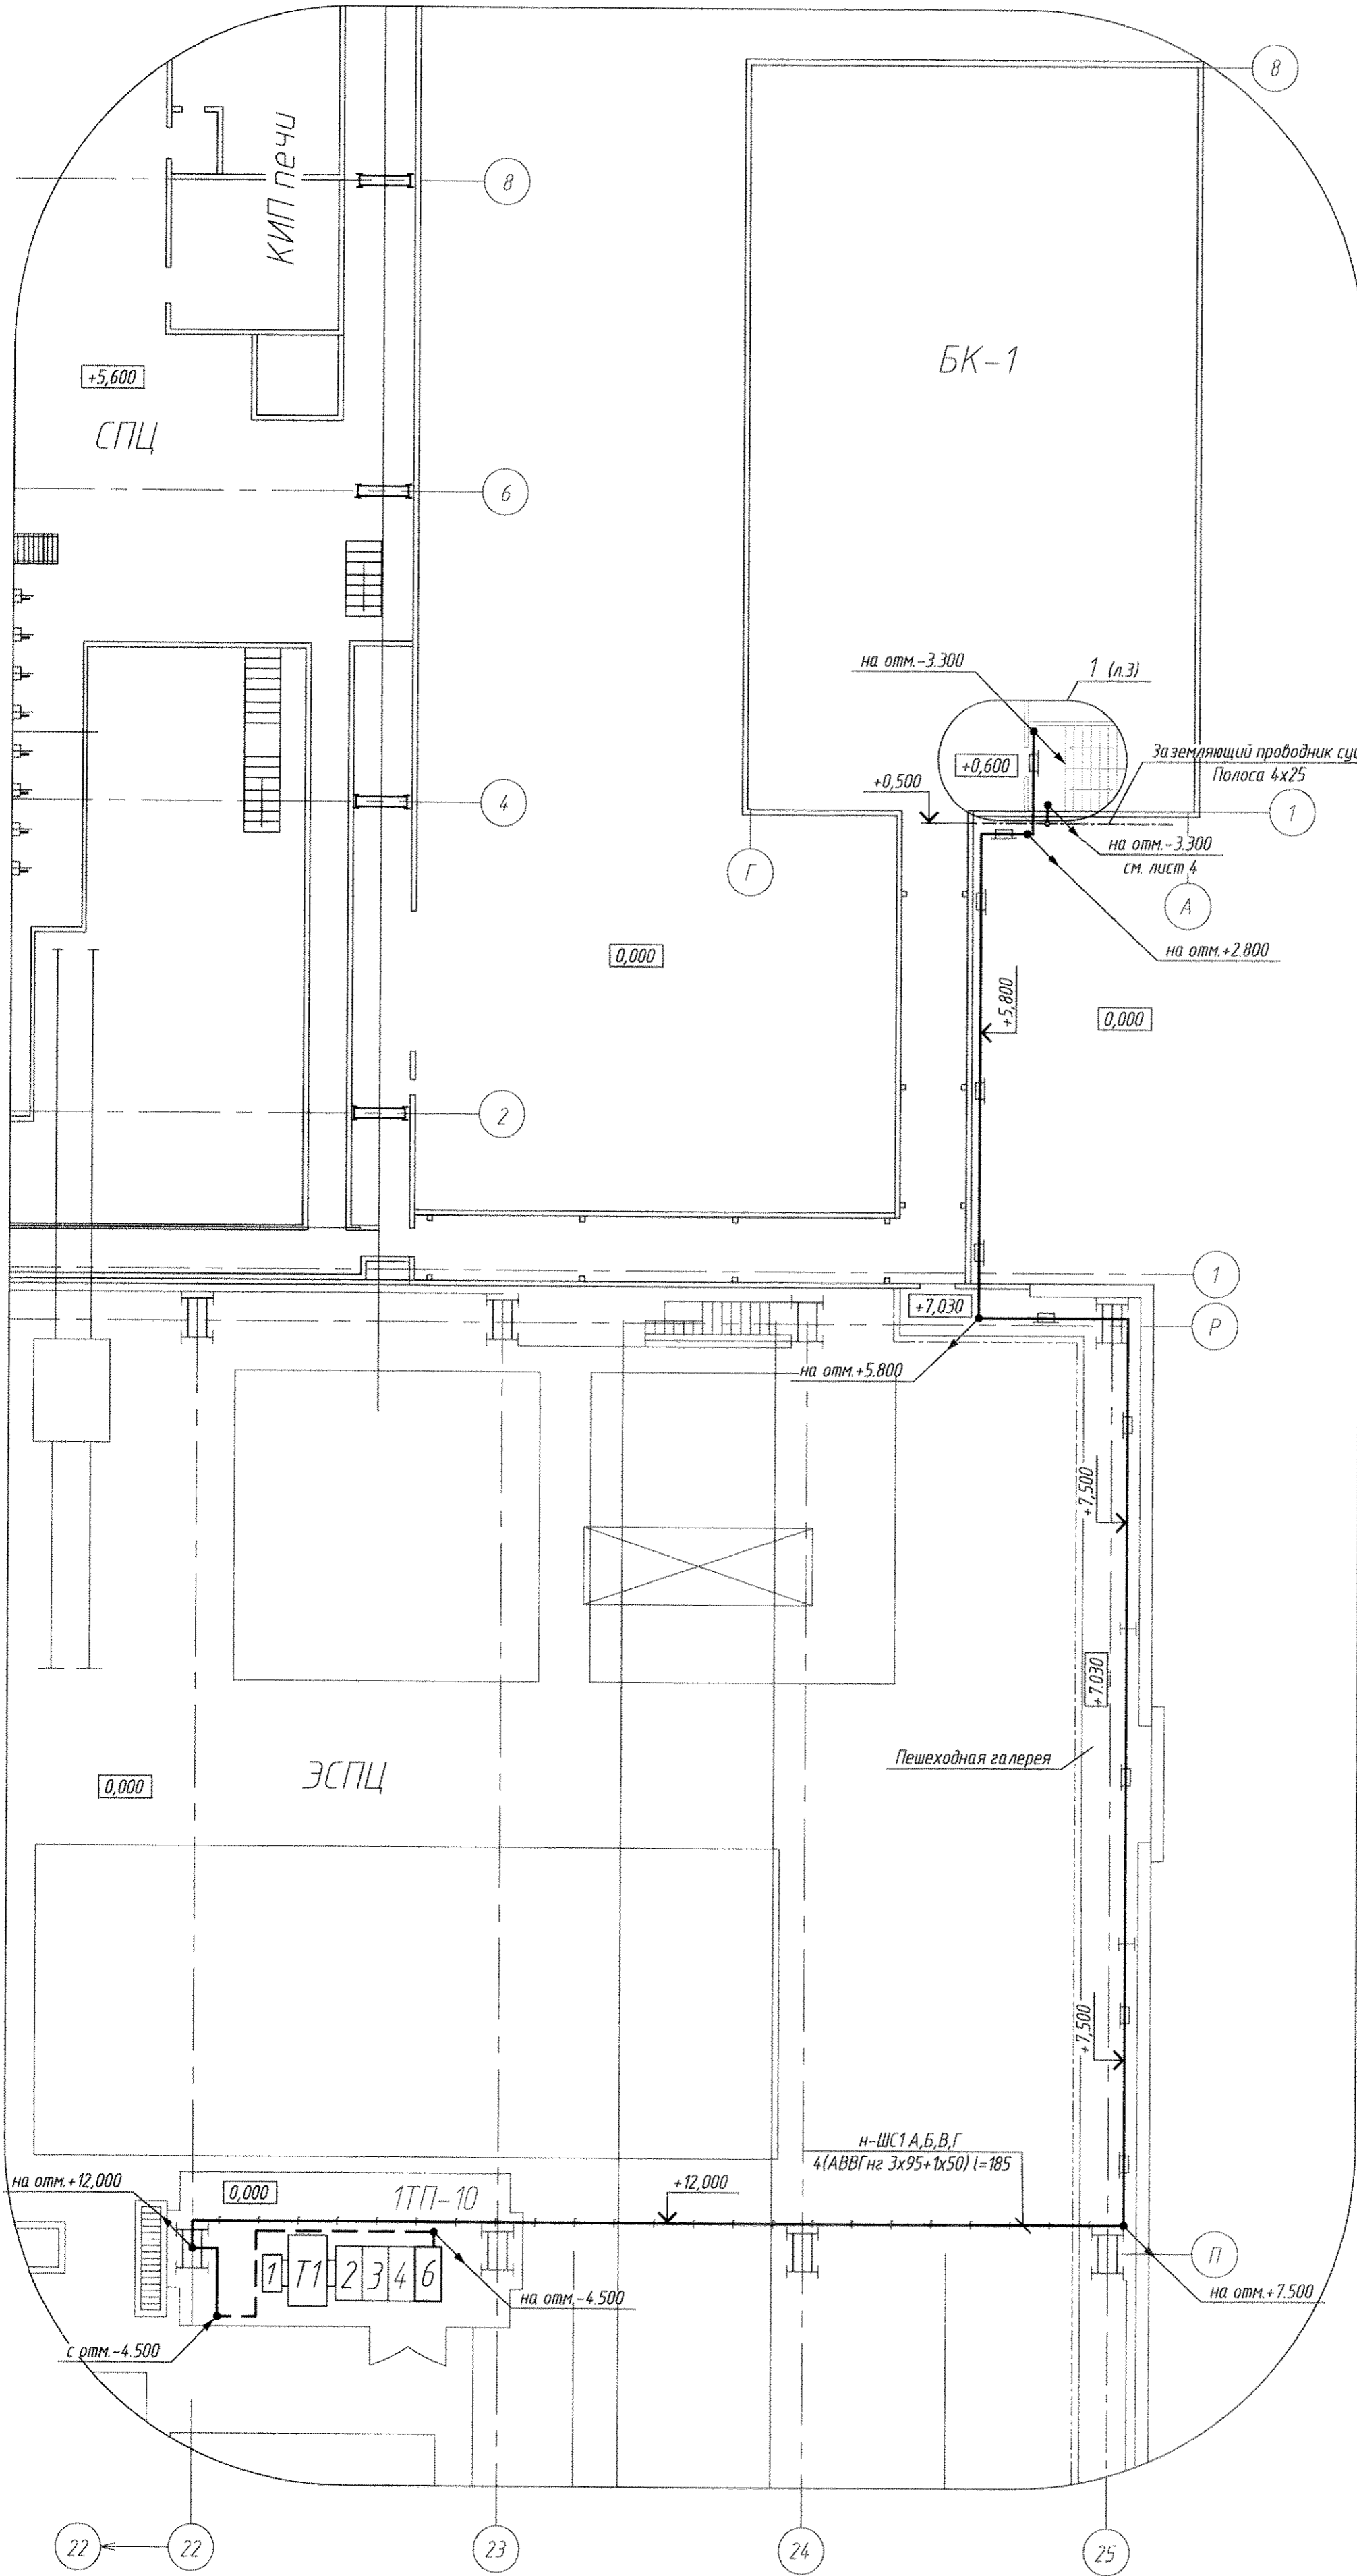 8
КИП печи
8
БК-1
+5,600
СПЦ
6
на отм.-3.300
1 (л.3)
Заземляющий проводник
Полоса 4х25
+0,600
+0,500
4
1
на отм.-3.300
см. лист 4
Г
А
на отм.+2.800
0,000
+5,800
0,000
2
1
+7,030
Р
на отм.+5.800
+7,500
+7.030
Пешеходная галерея
ЭСПЦ
0,000
+7,500
н-ШС1 А,Б,В,Г
4(АВВГнг 3х95+1х50) l=185
на отм.+12,000
0,000
1ТП-10
+12,000
П
1
Т1
2
3
4
6
на отм.-4.500
на отм.+7.500
с отм.-4.500
22
22
23
24
25